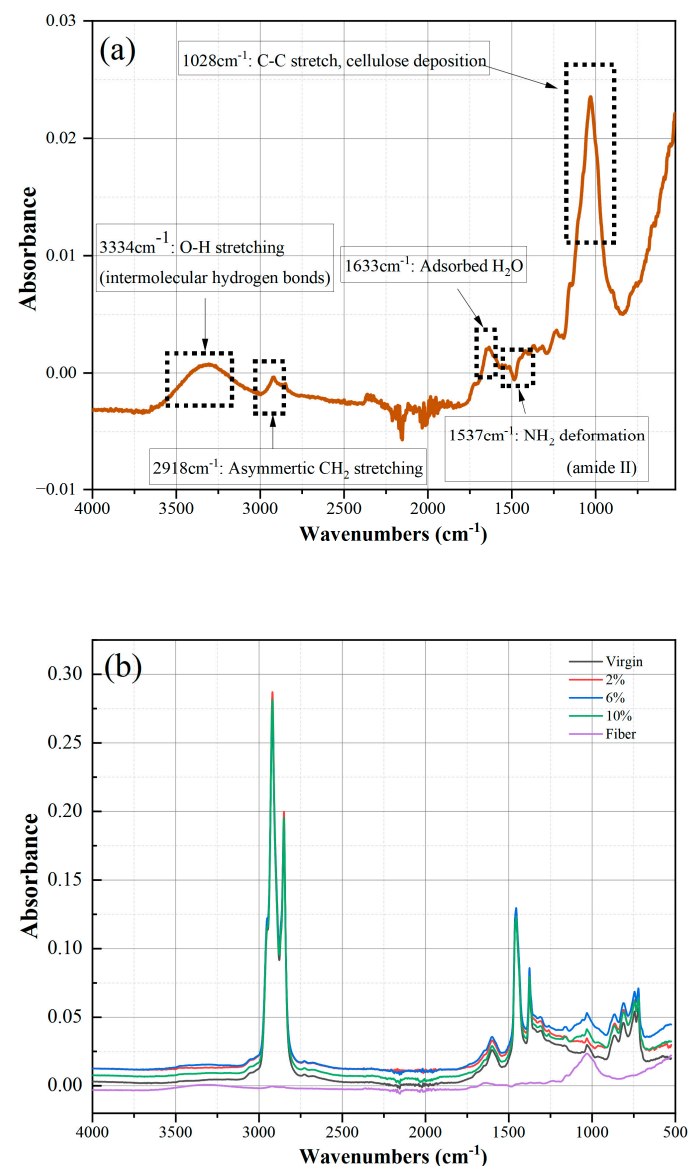 (a)
1028cm⁻¹: C-C stretch, cellulose deposition
3334cm⁻¹: O-H stretching
(intermolecular hydrogen bonds)
1633cm⁻¹: Adsorbed H₂O
2918cm⁻¹: Asymmertic CH₂ stretching
1537cm⁻¹: NH₂ deformation
(amide II)
Absorbance
0.03
0.02
0.01
0.00
−0.01
4000 3500 3000 2500 2000 1500 1000
Wavenumbers (cm⁻¹)
(b)
Virgin
2%
6%
10%
Fiber
Absorbance
0.30
0.25
0.20
0.15
0.10
0.05
0.00
4000 3500 3000 2500 2000 1500 1000 500
Wavenumbers (cm⁻¹)